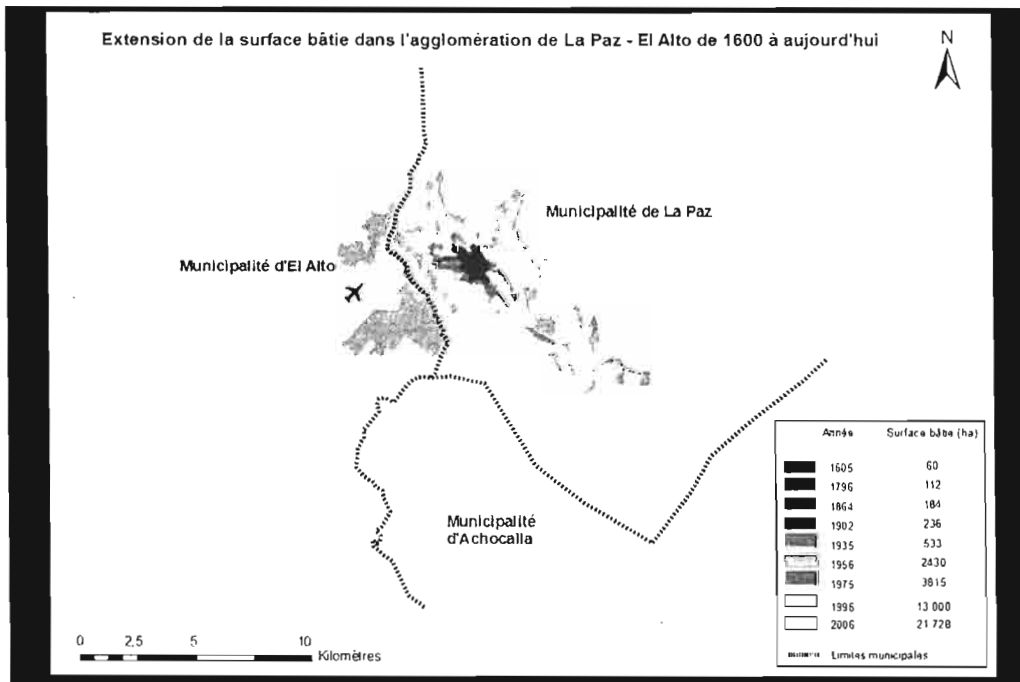 Extension de la surface bâtie dans l'agglomération de La Paz - El Alto de 1600 à aujourd'hui
N
Municipalité de La Paz
Municipalité d'El Alto
Municipalité
d'Achocalla
Année Surface bâtie (ha)
1605 60
1796 112
1864 184
1902 236
1935 533
1956 2430
1975 3815
1996 13 000
2006 21 728
Limites municipales
0 2,5 5 10
Kilomètres